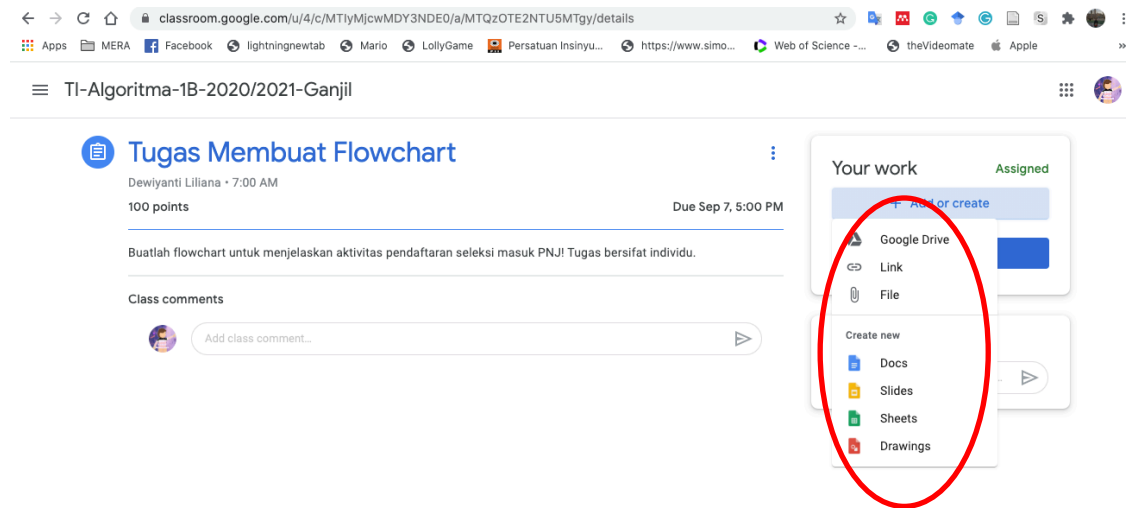 classroom.google.com/u/4/c/MTIyMjcwMDY3NDE0/a/MTQzOTE2NTU5MTgy/details
Apps MERA Facebook lightningnewtab Mario LollyGame Persatuan Insinyu... https://www.simo... Web of Science -... theVideomate Apple »
TI-Algoritma-1B-2020/2021-Ganjil
Tugas Membuat Flowchart
Dewiyanti Liliana • 7:00 AM
100 points Due Sep 7, 5:00 PM
Buatlah flowchart untuk menjelaskan aktivitas pendaftaran seleksi masuk PNJ! Tugas bersifat individu.
Class comments
Add class comment...
Your work Assigned
+ Add or create
Google Drive
Link
File
Create new
Docs
Slides
Sheets
Drawings